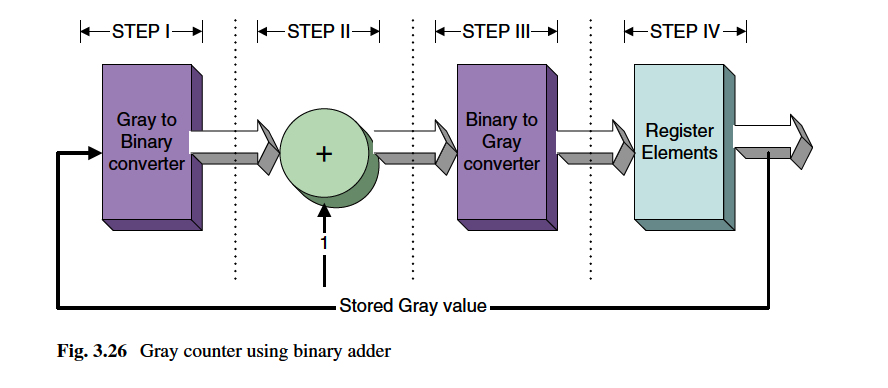 STEP I
STEP II
STEP III
STEP IV
Gray to
Binary
converter
+
1
Binary to
Gray
converter
Register
Elements
Stored Gray value
Fig. 3.26 Gray counter using binary adder